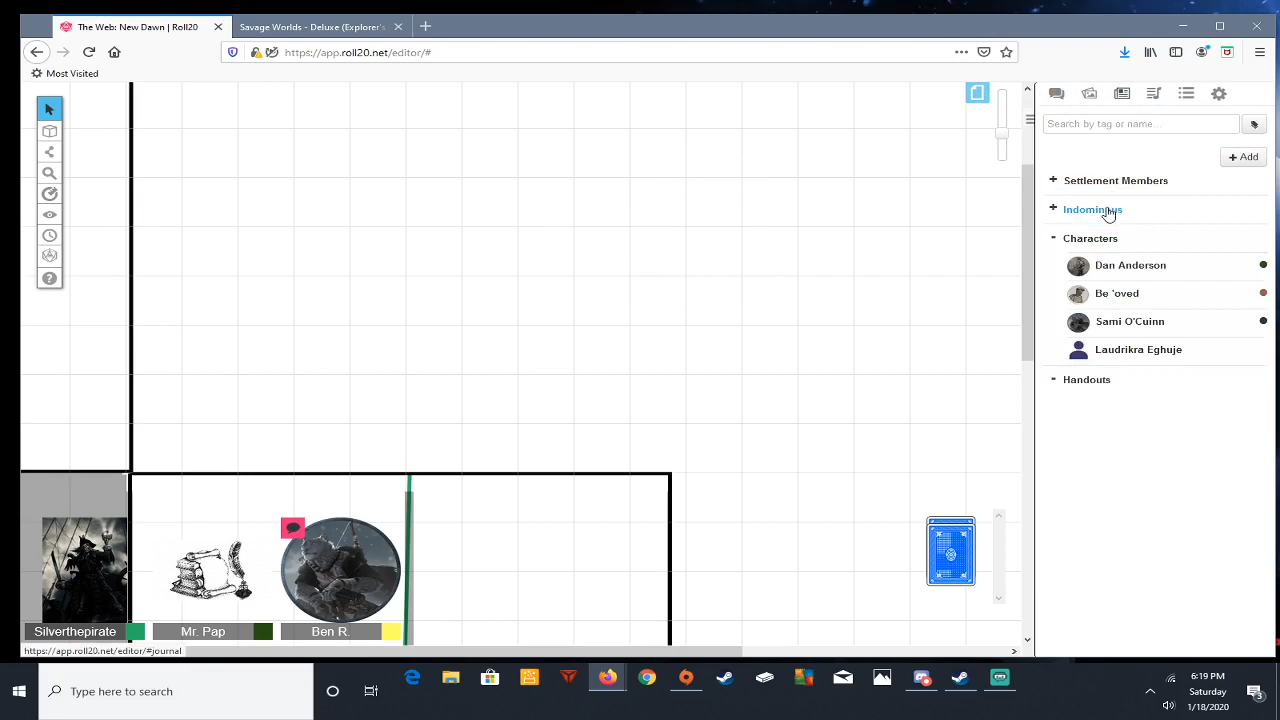 The Web: New Dawn | Roll20
Savage Worlds - Deluxe (Explorer's
https://app.roll20.net/editor/#
Most Visited
Search by tag or name...
+ Add
+ Settlement Members
+
- Characters
Dan Anderson
Be 'oved
Sami O'Cuinn
Laudrikra Eghuje
- Handouts
Silverthepirate
Mr. Pap
Ben R.
https://app.roll20.net/editor/#journal
Type here to search
6:19 PM
Saturday
1/18/2020
3